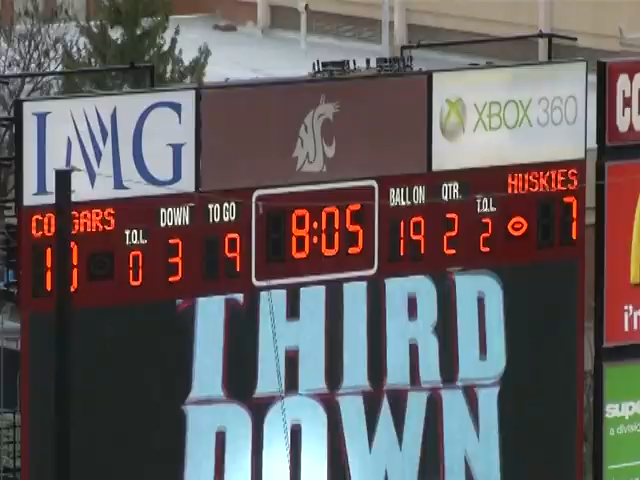 IMG
XBOX 360
COUGARS
T.O.L.
DOWN
TO GO
8:05
BALL ON
QTR.
T.O.L.
HUSKIES
0
3
9
19
2
2
7
THIRD
DOWN
i'm